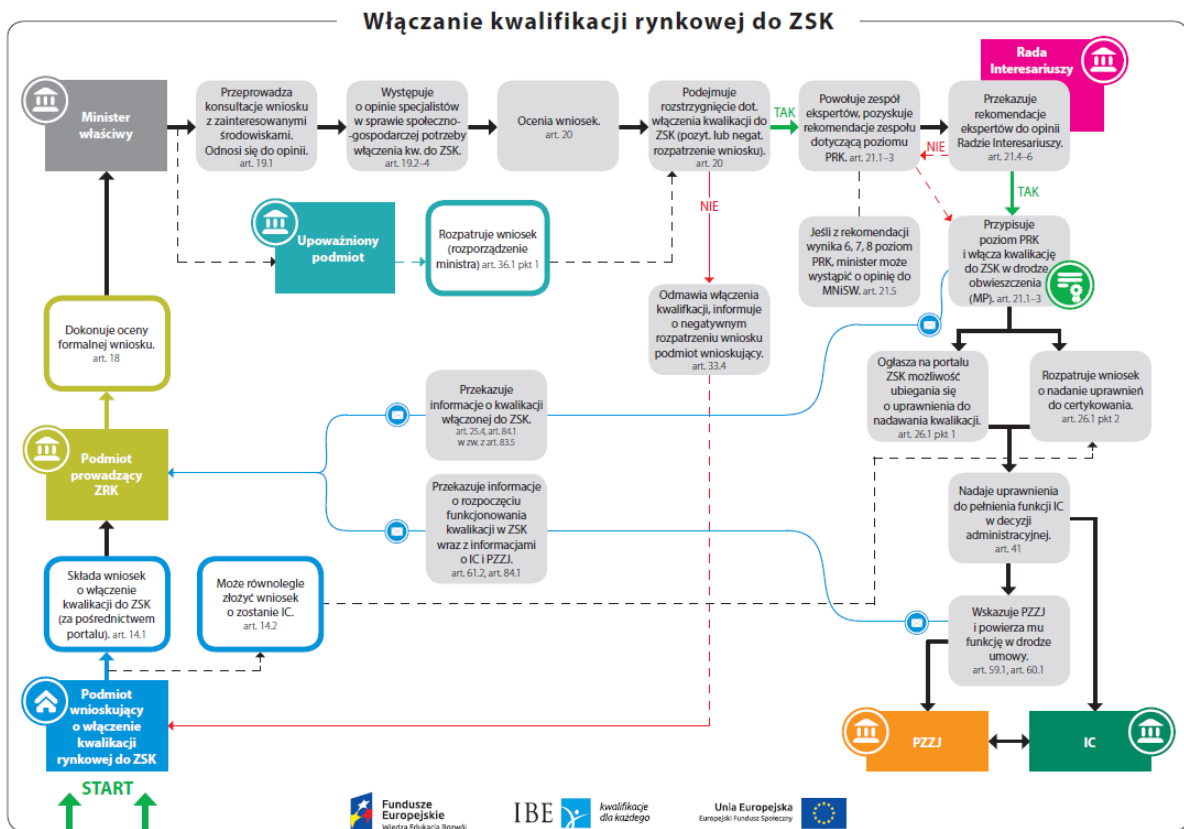 Włączanie kwalifikacji rynkowej do ZSK
Rada
Interesariuszy
Minister
właściwy
Przeprowadza
konsultacje wniosku
z zainteresowanymi
środowiskami.
Odnosi się do opinii.
art. 19.1
Występuje
o opinie specjalistów
w sprawie społeczno-
-gospodarczej potrzeby
włączenia kw. do ZSK.
art. 19.2–4
Ocenia wniosek.
art. 20
Podejmuje
rozstrzygnięcie dot.
włączenia kwalikacji do
ZSK (pozyt. lub negat.
rozpatrzenie wniosku).
art. 20
TAK
Powołuje zespół
ekspertów, pozyskuje
rekomendacje zespołu
dotyczącą poziomu
PRK. art. 21.1–3
Przekazuje
rekomendacje
ekspertów do opinii
Radzie Interesariuszy.
art. 21.4–6
NIE
TAK
NIE
Upoważniony
podmiot
Rozpatruje wniosek
(rozporządzenie
ministra) art. 36.1 pkt 1
Jeśli z rekomendacji
wynika 6, 7, 8 poziom
PRK, minister może
wystąpić o opinię do
MNiSW. art. 21.5
Przypisuje
poziom PRK
i włącza kwalikację
do ZSK w drodze
obwieszczenia
(MP). art. 21.1–3
Odmawia włączenia
kwalifkacji, informuje
o negatywnym
rozpatrzeniu wniosku
podmiot wnioskujący.
art. 33.4
Dokonuje oceny
formalnej wniosku.
art. 18
Ogłasza na portalu
ZSK możliwość
ubiegania się
o uprawnienia do
nadawania kwalikacji.
art. 26.1 pkt 1
Rozpatruje wniosek
o nadanie uprawnień
do certykowania.
art. 26.1 pkt 2
Przekazuje
informacje o kwalikacji
włączonej do ZSK.
art. 25.4, art. 84.1
w zw. z art. 83.5
Podmiot
prowadzący
ZRK
Przekazuje informacje
o rozpoczęciu
funkcjonowania
kwalikacji w ZSK
wraz z informacjami
o IC i PZZJ.
art. 61.2, art. 84.1
Nadaje uprawnienia
do pełnienia funkcji IC
w decyzji
administracyjnej.
art. 41
Składa wniosek
o włączenie
kwalikacji do ZSK
(za pośrednictwem
portalu). art. 14.1
Może równolegle
złożyć wniosek
o zostanie IC.
art. 14.2
Wskazuje PZZJ
i powierza mu
funkcję w drodze
umowy.
art. 59.1, art. 60.1
Podmiot
wnioskujący
o włączenie
kwalikacji
rynkowej do ZSK
PZZJ
IC
START
Fundusze
Europejskie
Wiedza Edukacja Rozwój
IBE
kwalifikacje
dla każdego
Unia Europejska
Europejski Fundusz Społeczny